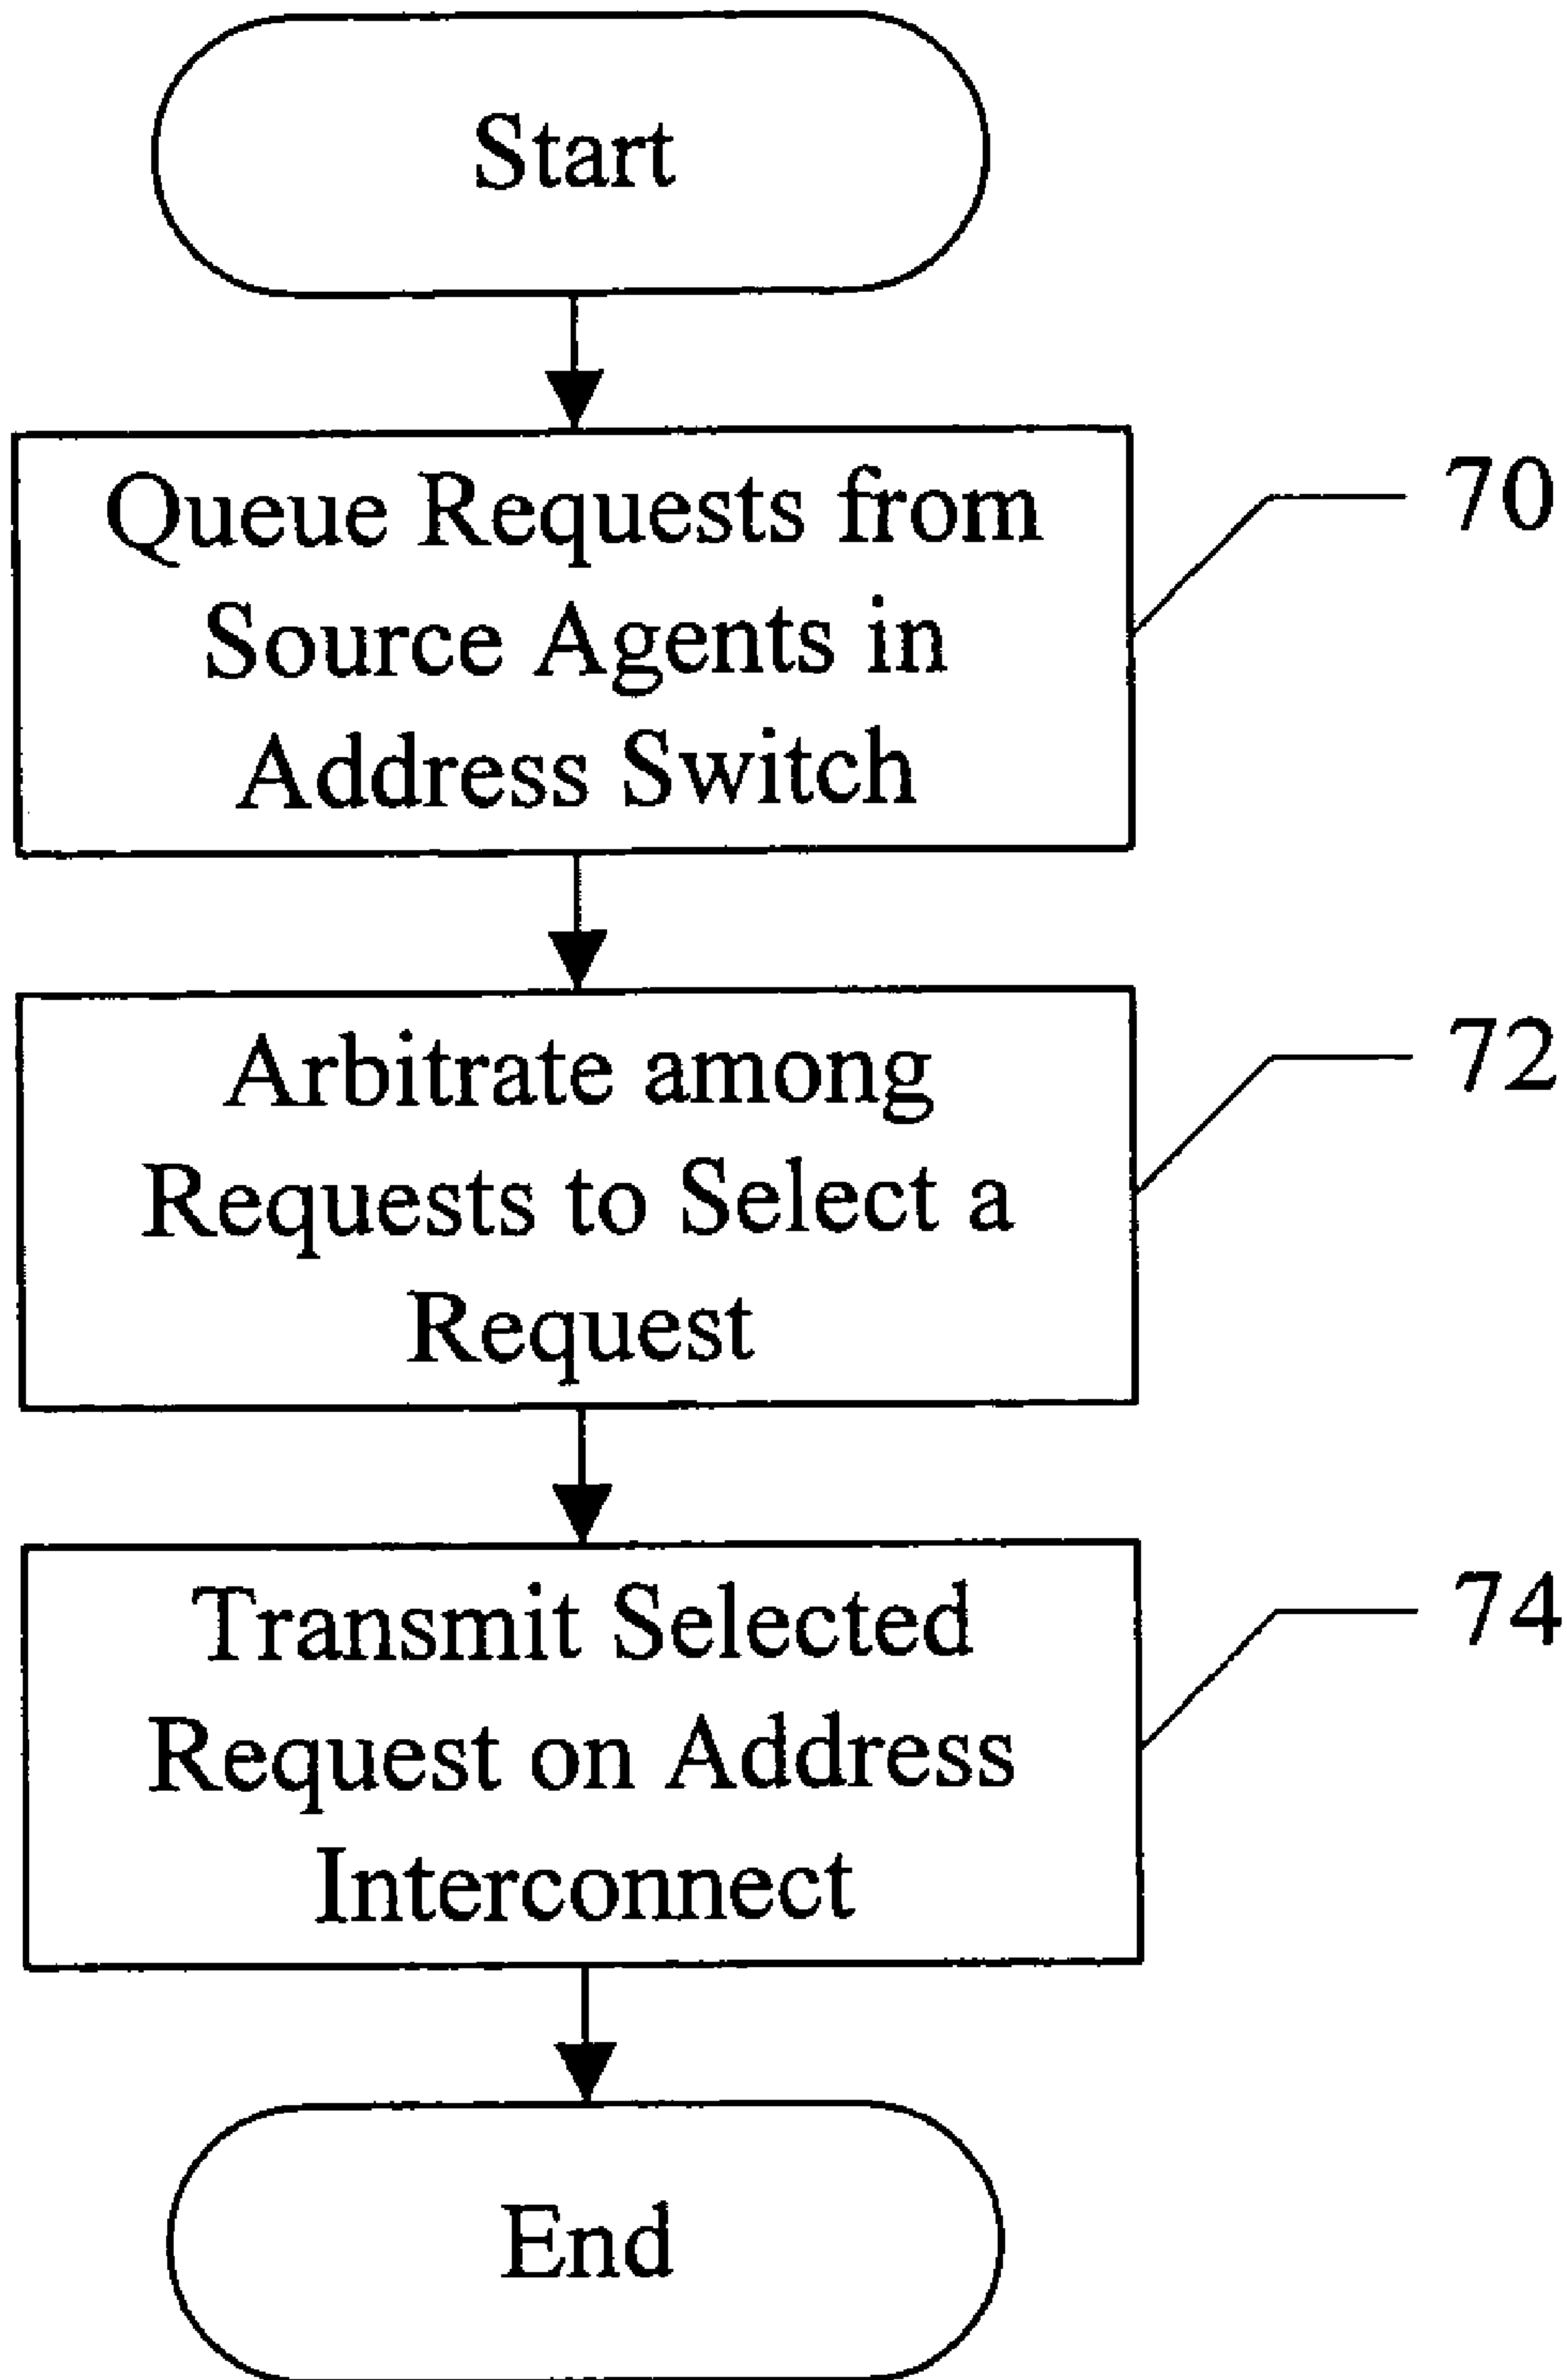 Start
Queue Requests from
Source Agents in
Address Switch
70
Arbitrate among
Requests to Select a
Request
72
Transmit Selected
Request on Address
Interconnect
74
End